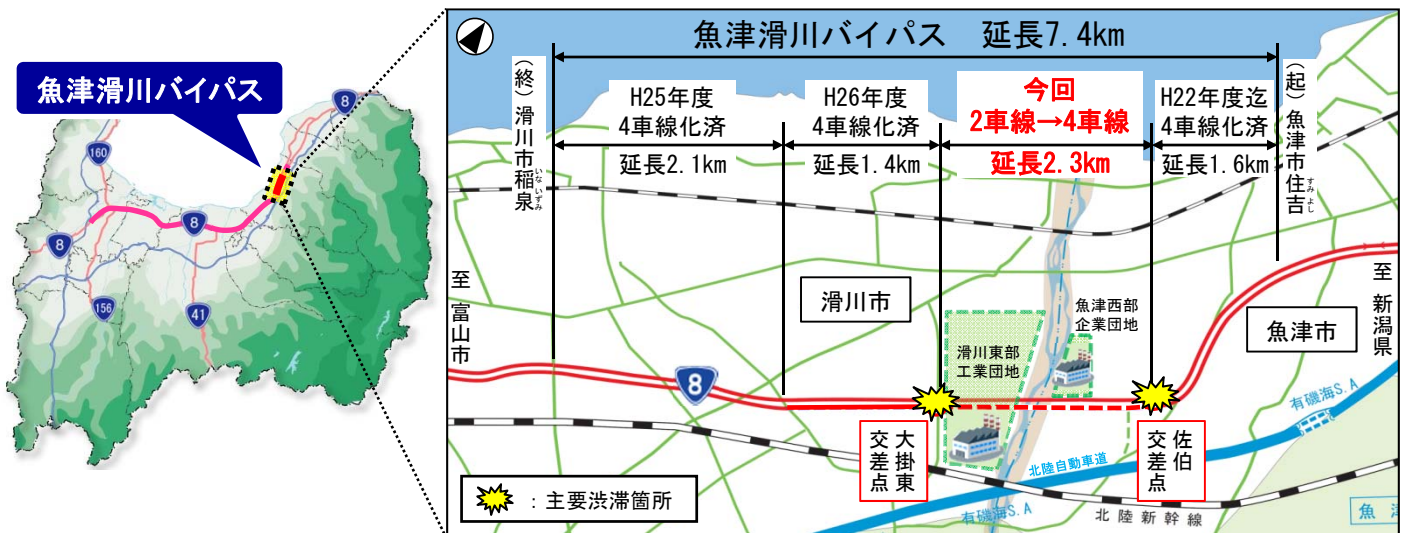 魚津滑川バイパス
8
160
8
8
156
41
魚津滑川バイパス 延長7.4km
(終)滑川市稲泉
いな いずみ
H25年度
4車線化済
延長2.1km
H26年度
4車線化済
延長1.4km
今回
2車線→4車線
延長2.3km
H22年度迄
4車線化済
延長1.6km
(起)魚津市住吉
すみ よし
至 富山市
滑川市
滑川東部
工業団地
魚津西部
企業団地
魚津市
至 新潟県
8
大掛東
交差点
佐伯
交差点
有磯海S.A
北陸自動車道
有磯海S.A
北陸新幹線
:主要渋滞箇所